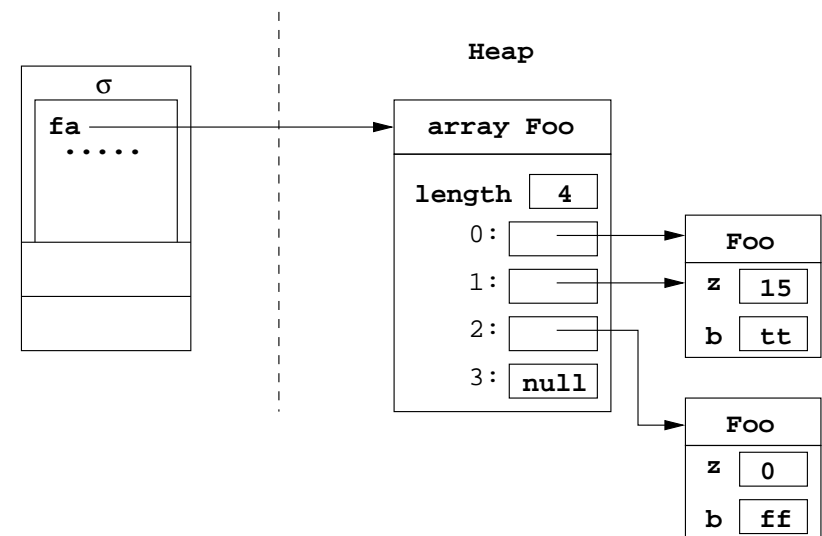 Heap
σ
fa
.....
array Foo
length 4
0:
1:
2:
3: null
Foo
z 15
b tt
Foo
z 0
b ff